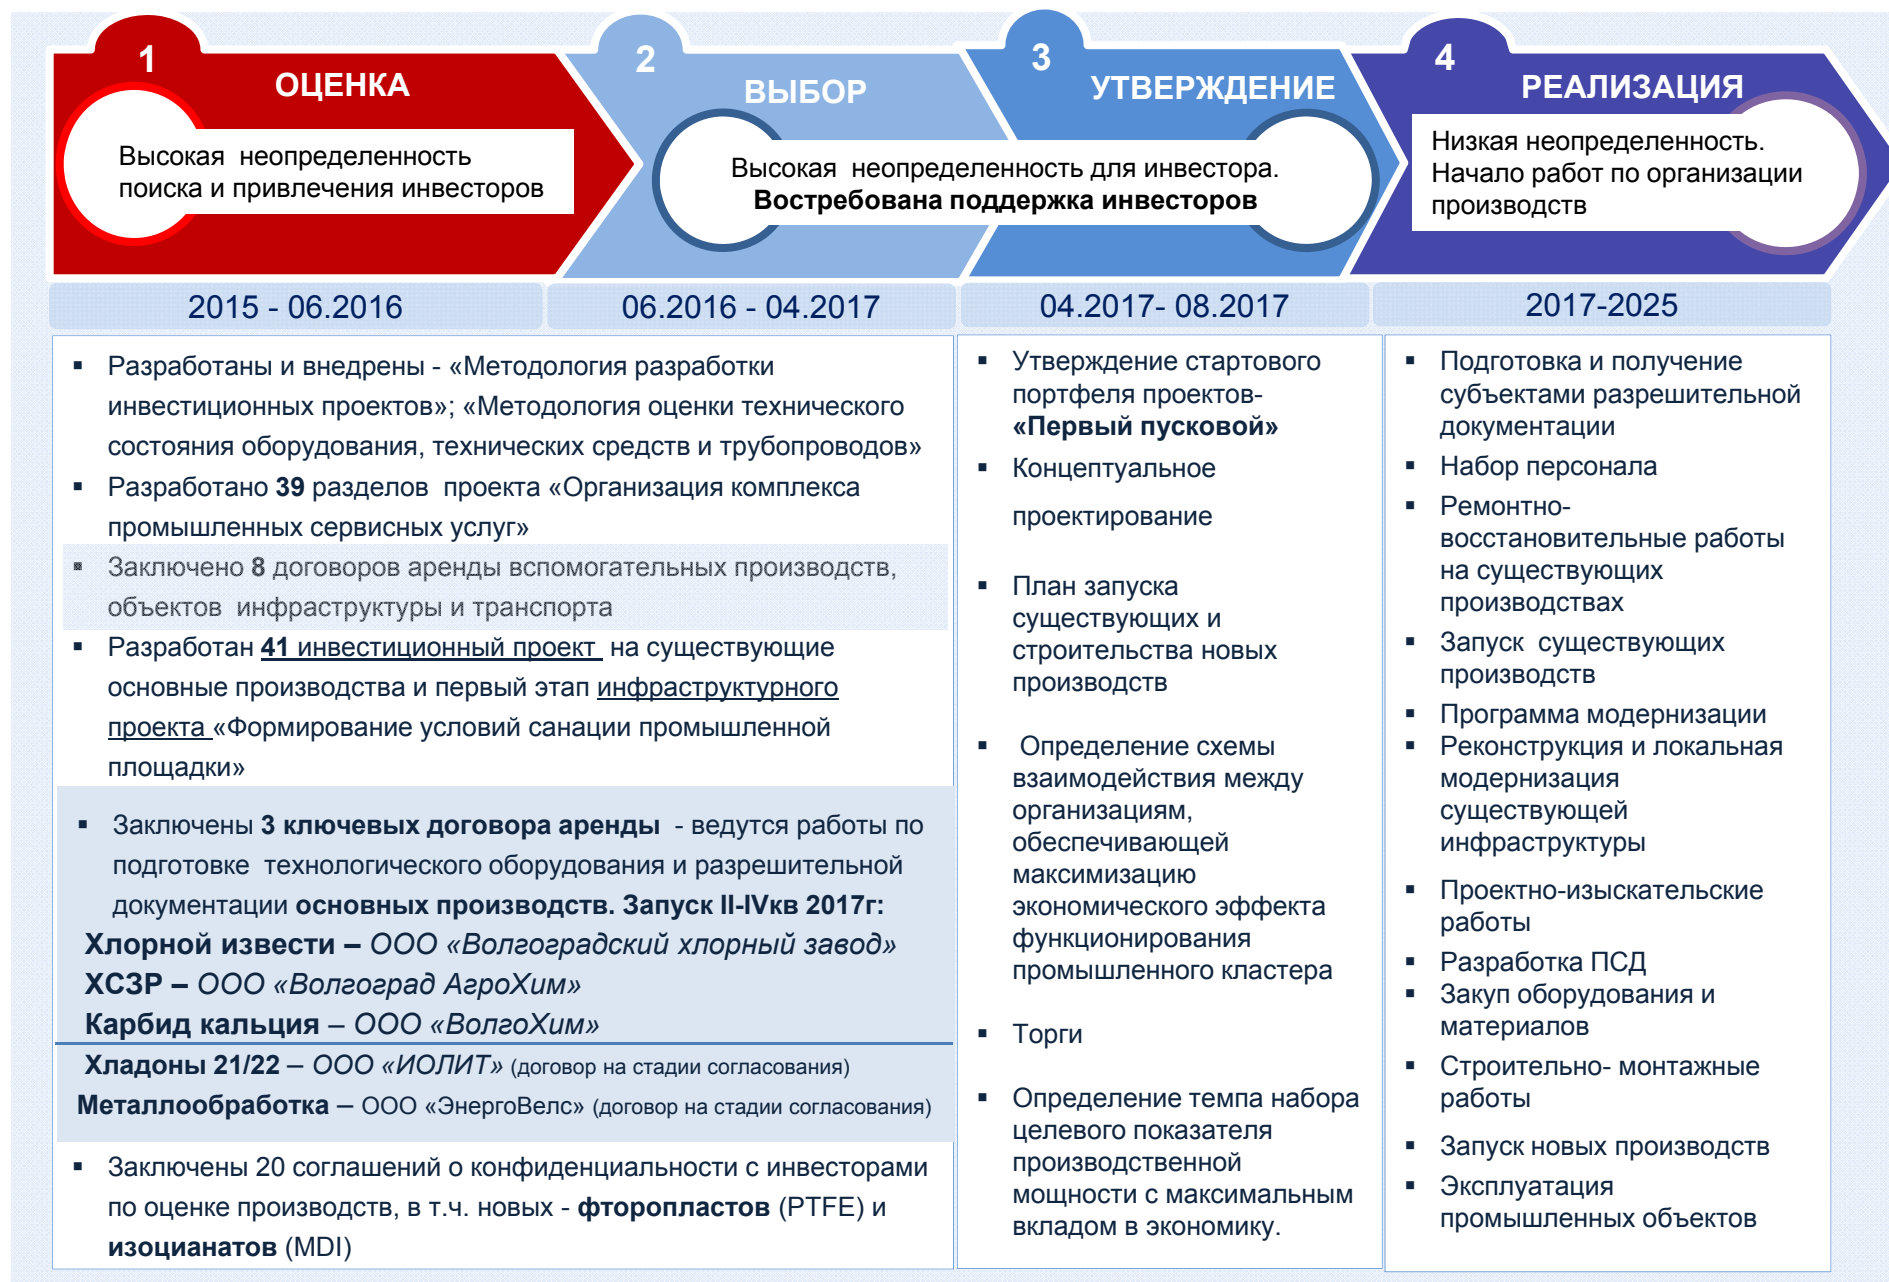 1
ОЦЕНКА
Высокая неопределенность
поиска и привлечения инвесторов
2
ВЫБОР
3
УТВЕРЖДЕНИЕ
Высокая неопределенность для инвестора.
Востребована поддержка инвесторов
4
РЕАЛИЗАЦИЯ
Низкая неопределенность.
Начало работ по организации
производств
2015 - 06.2016
06.2016 - 04.2017
04.2017- 08.2017
2017-2025
▪ Разработаны и внедрены - «Методология разработки
инвестиционных проектов»; «Методология оценки технического
состояния оборудования, технических средств и трубопроводов»
▪ Разработано 39 разделов проекта «Организация комплекса
промышленных сервисных услуг»
▪ Заключено 8 договоров аренды вспомогательных производств,
объектов инфраструктуры и транспорта
▪ Разработан 41 инвестиционный проект на существующие
основные производства и первый этап инфраструктурного
проекта «Формирование условий санации промышленной
площадки»
▪ Заключены 3 ключевых договора аренды - ведутся работы по
подготовке технологического оборудования и разрешительной
документации основных производств. Запуск II-IVкв 2017г:
Хлорной извести – ООО «Волгоградский хлорный завод»
ХСЗР – ООО «Волгоград АгроХим»
Карбид кальция – ООО «ВолгоХим»
Хладоны 21/22 – ООО «ИОЛИТ» (договор на стадии согласования)
Металлообработка – ООО «ЭнергоВелс» (договор на стадии согласования)
▪ Заключены 20 соглашений о конфиденциальности с инвесторами
по оценке производств, в т.ч. новых - фторопластов (PTFE) и
изоцианатов (MDI)
▪ Утверждение стартового
портфеля проектов-
«Первый пусковой»
▪ Концептуальное
проектирование
▪ План запуска
существующих и
строительства новых
производств
▪ Определение схемы
взаимодействия между
организациям,
обеспечивающей
максимизацию
экономического эффекта
функционирования
промышленного кластера
▪ Торги
▪ Определение темпа набора
целевого показателя
производственной
мощности с максимальным
вкладом в экономику.
▪ Подготовка и получение
субъектами разрешительной
документации
▪ Набор персонала
▪ Ремонтно-
восстановительные работы
на существующих
производствах
▪ Запуск существующих
производств
▪ Программа модернизации
▪ Реконструкция и локальная
модернизация
существующей
инфраструктуры
▪ Проектно-изыскательские
работы
▪ Разработка ПСД
▪ Закуп оборудования и
материалов
▪ Строительно- монтажные
работы
▪ Запуск новых производств
▪ Эксплуатация
промышленных объектов